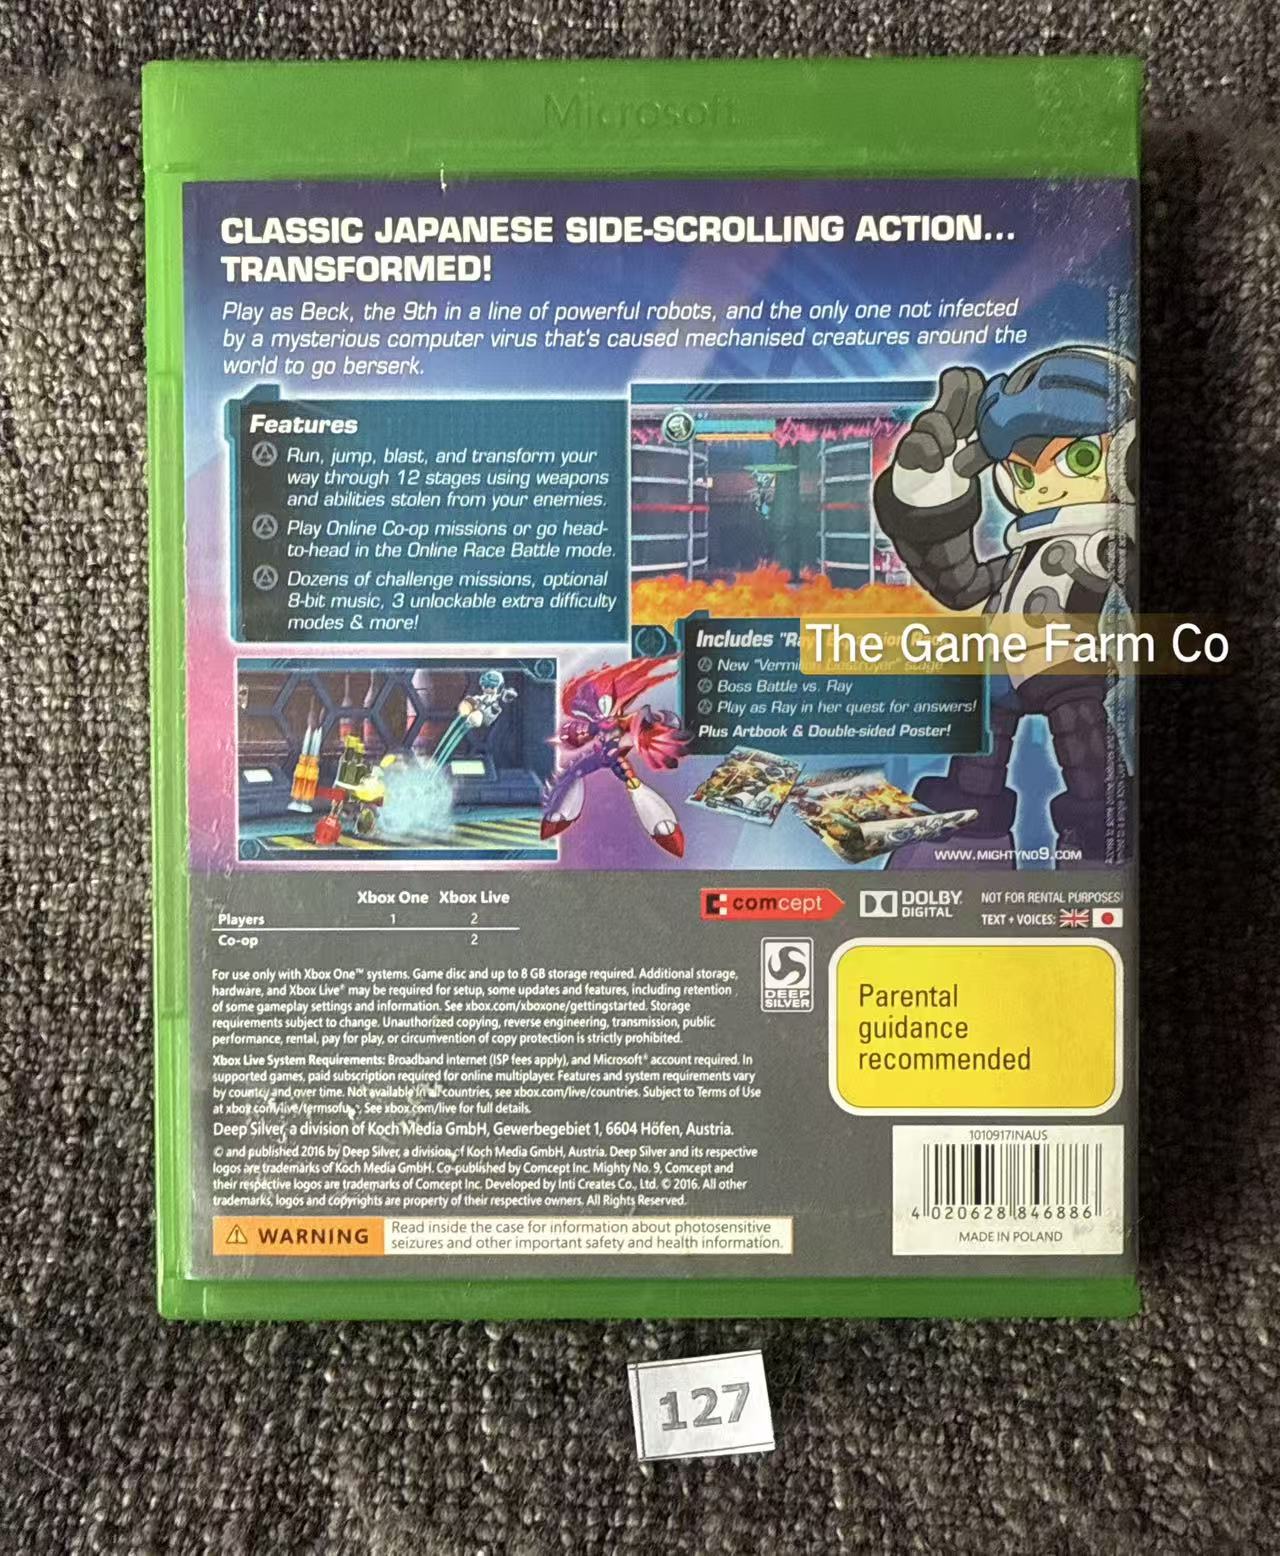 Microsoft
CLASSIC JAPANESE SIDE-SCROLLING ACTION...
TRANSFORMED!
Play as Beck, the 9th in a line of powerful robots, and the only one not infected
by a mysterious computer virus that's caused mechanised creatures around the
world to go berserk.
Features
Run, jump, blast, and transform your
way through 12 stages using weapons
and abilities stolen from your enemies.
Play Online Co-op missions or go head-
to-head in the Online Race Battle mode.
Dozens of challenge missions, optional
8-bit music, 3 unlockable extra difficulty
modes & more!
Includes "Ray
The Game Farm Co
New stage
Boss Battle vs. Ray
Play as Ray in her quest for answers!
Plus Artbook & Double-sided Poster!
WWW.MIGHTYNO9.COM
Xbox One Xbox Live
Players 1 2
Co-op 2
comcept
DOLBY
DIGITAL
NOT FOR RENTAL PURPOSES!
TEXT + VOICES:
DEEP
SILVER
For use only with Xbox One™ systems. Game disc and up to 8 GB storage required. Additional storage,
hardware, and Xbox Live® may be required for setup, some updates and features, including retention
of some gameplay settings and information. See xbox.com/xboxone/gettingstarted. Storage
requirements subject to change. Unauthorized copying, reverse engineering, transmission, public
performance, rental, pay for play, or circumvention of copy protection is strictly prohibited.
Xbox Live System Requirements: Broadband internet (ISP fees apply), and Microsoft® account required. In
supported games, paid subscription required for online multiplayer. Features and system requirements vary
by country and over time. Not available in all countries, see xbox.com/live/countries. Subject to Terms of Use
at xbox.com/live/termsofu See xbox.com/live for full details.
Deep Silver, a division of Koch Media GmbH, Gewerbegebiet 1, 6604 Höfen, Austria.
© and published 2016 by Deep Silver, a division of Koch Media GmbH, Austria. Deep Silver and its respective
logos are trademarks of Koch Media GmbH. Co-published by Comcept Inc. Mighty No. 9, Comcept and
their respective logos are trademarks of Comcept Inc. Developed by Inti Creates Co., Ltd. © 2016. All other
trademarks, logos and copyrights are property of their respective owners. All Rights Reserved.
WARNING
Read inside the case for information about photosensitive
seizures and other important safety and health information.
Parental
guidance
recommended
1010917INAUS
4 020628 846886
MADE IN POLAND
127